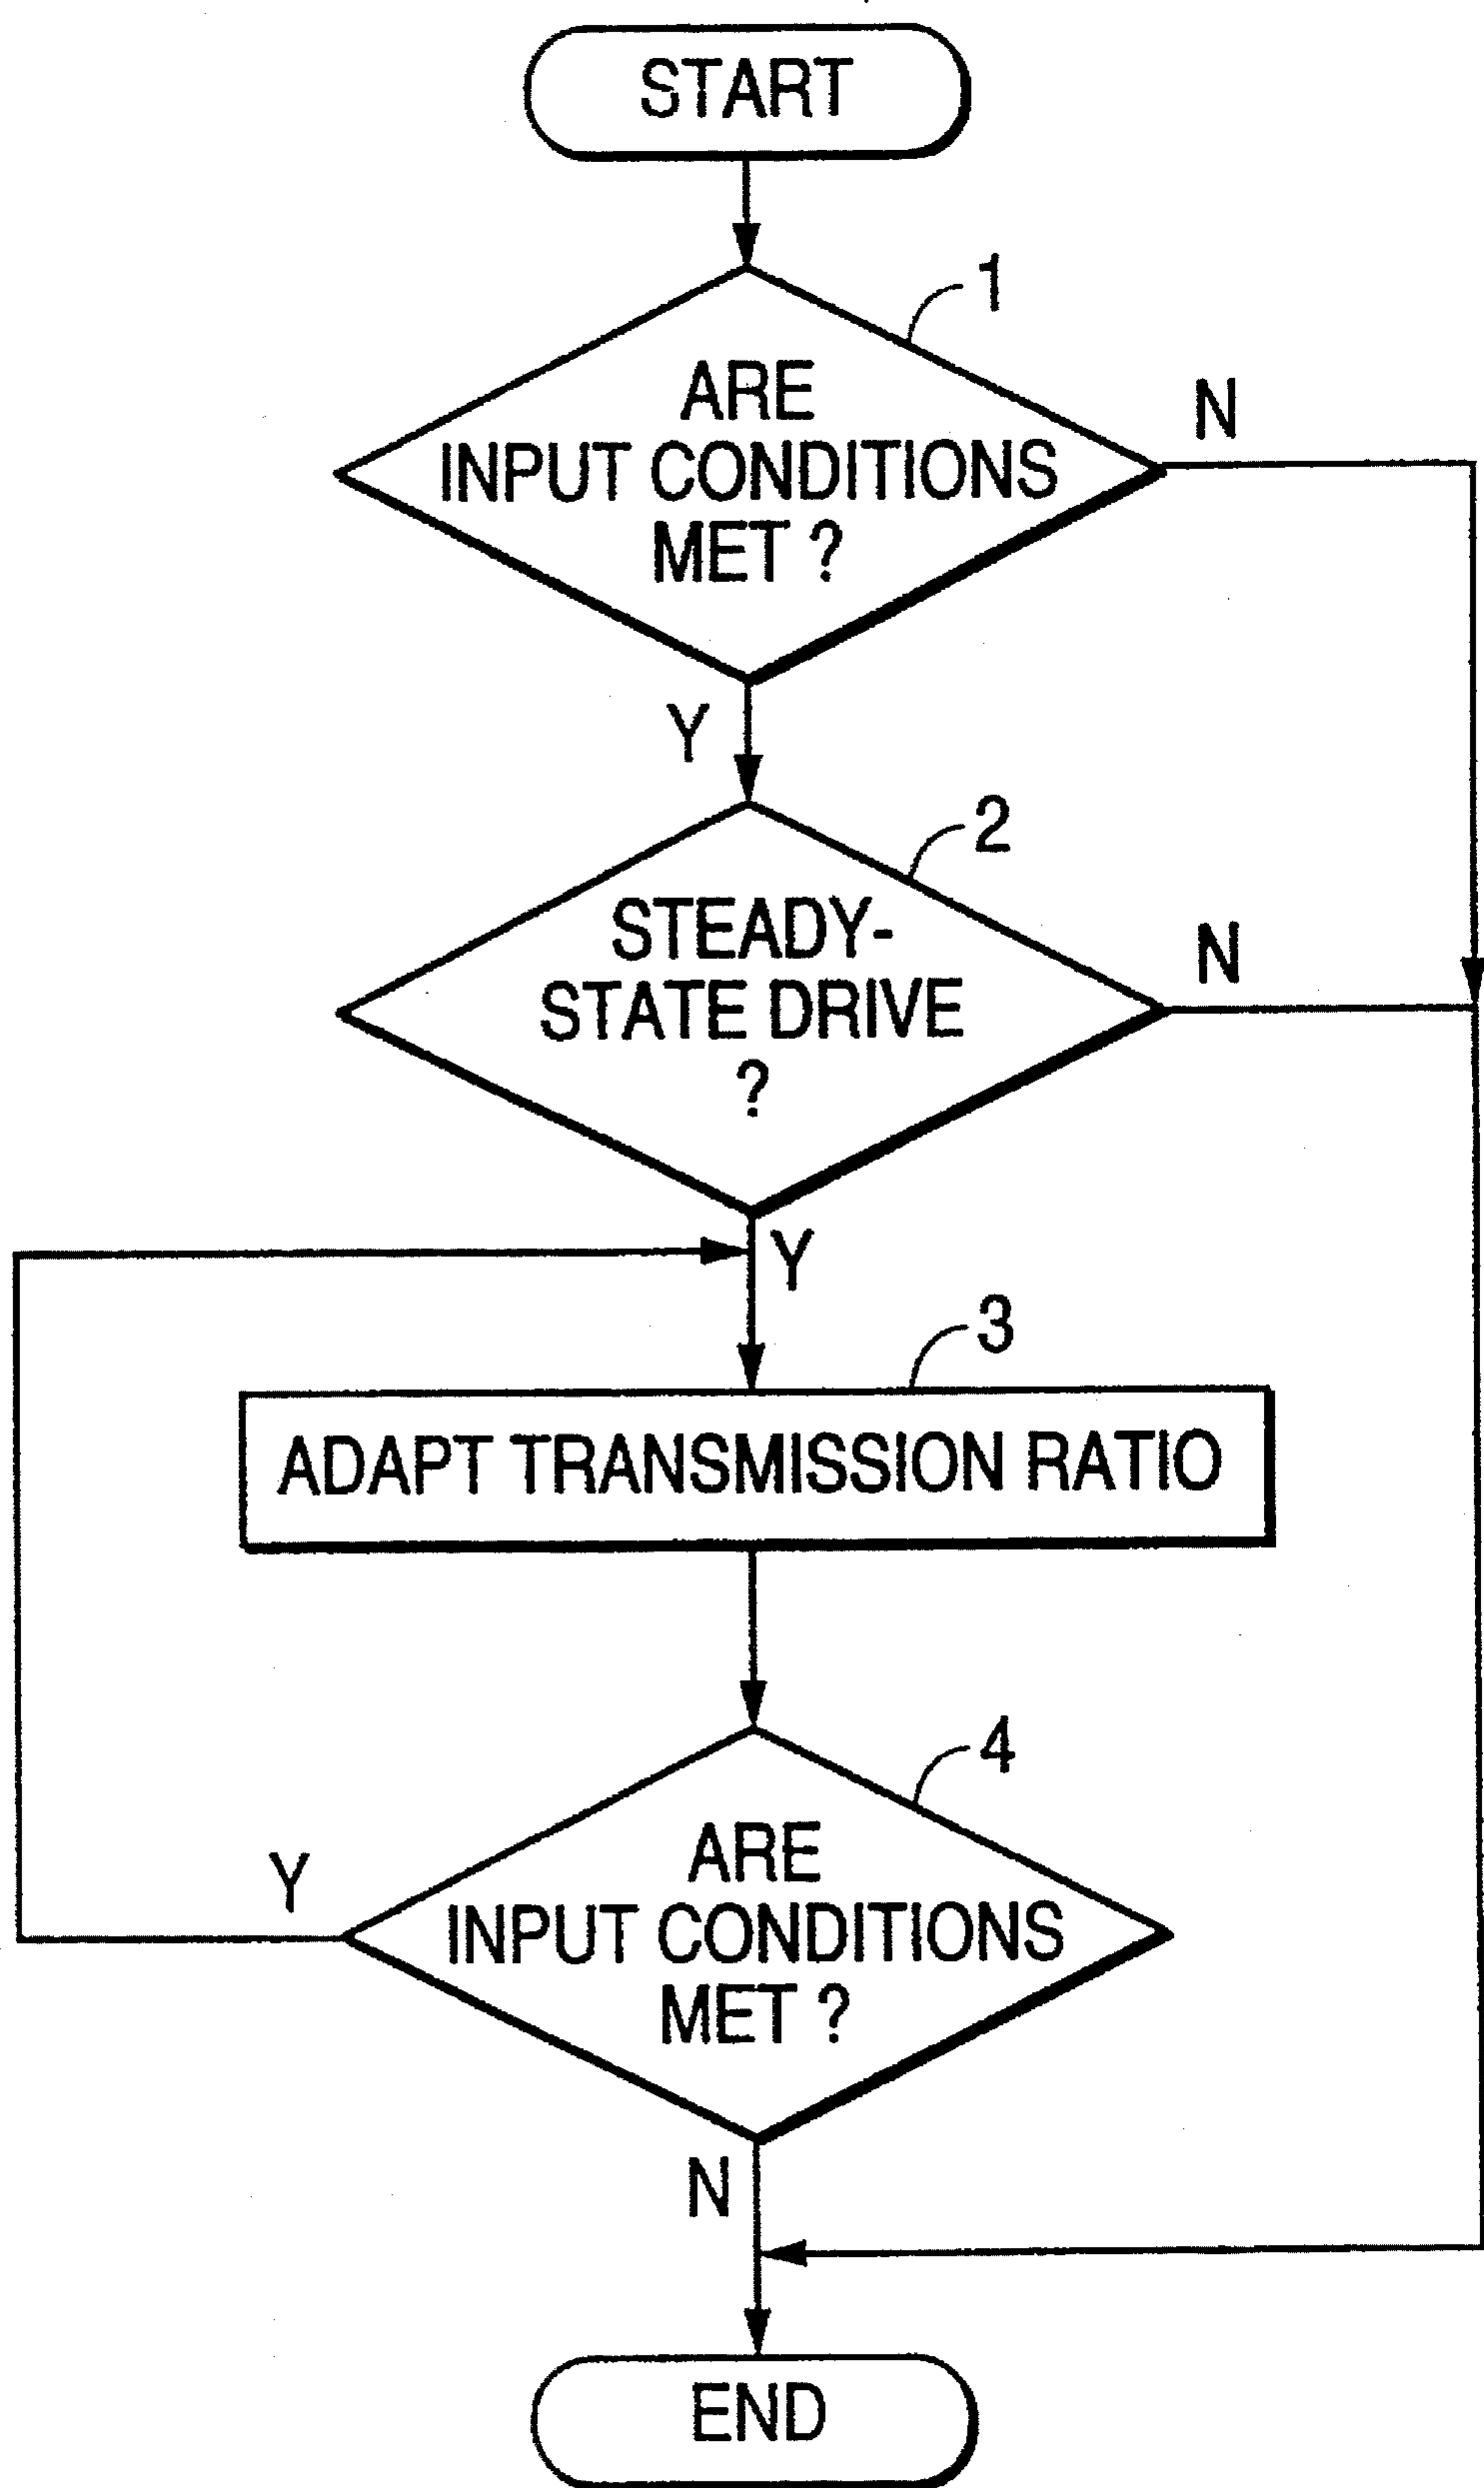 START
1
ARE
INPUT CONDITIONS
MET ?
N
Y
2
STEADY-
STATE DRIVE
?
N
Y
3
ADAPT TRANSMISSION RATIO
4
ARE
INPUT CONDITIONS
MET ?
Y
N
END